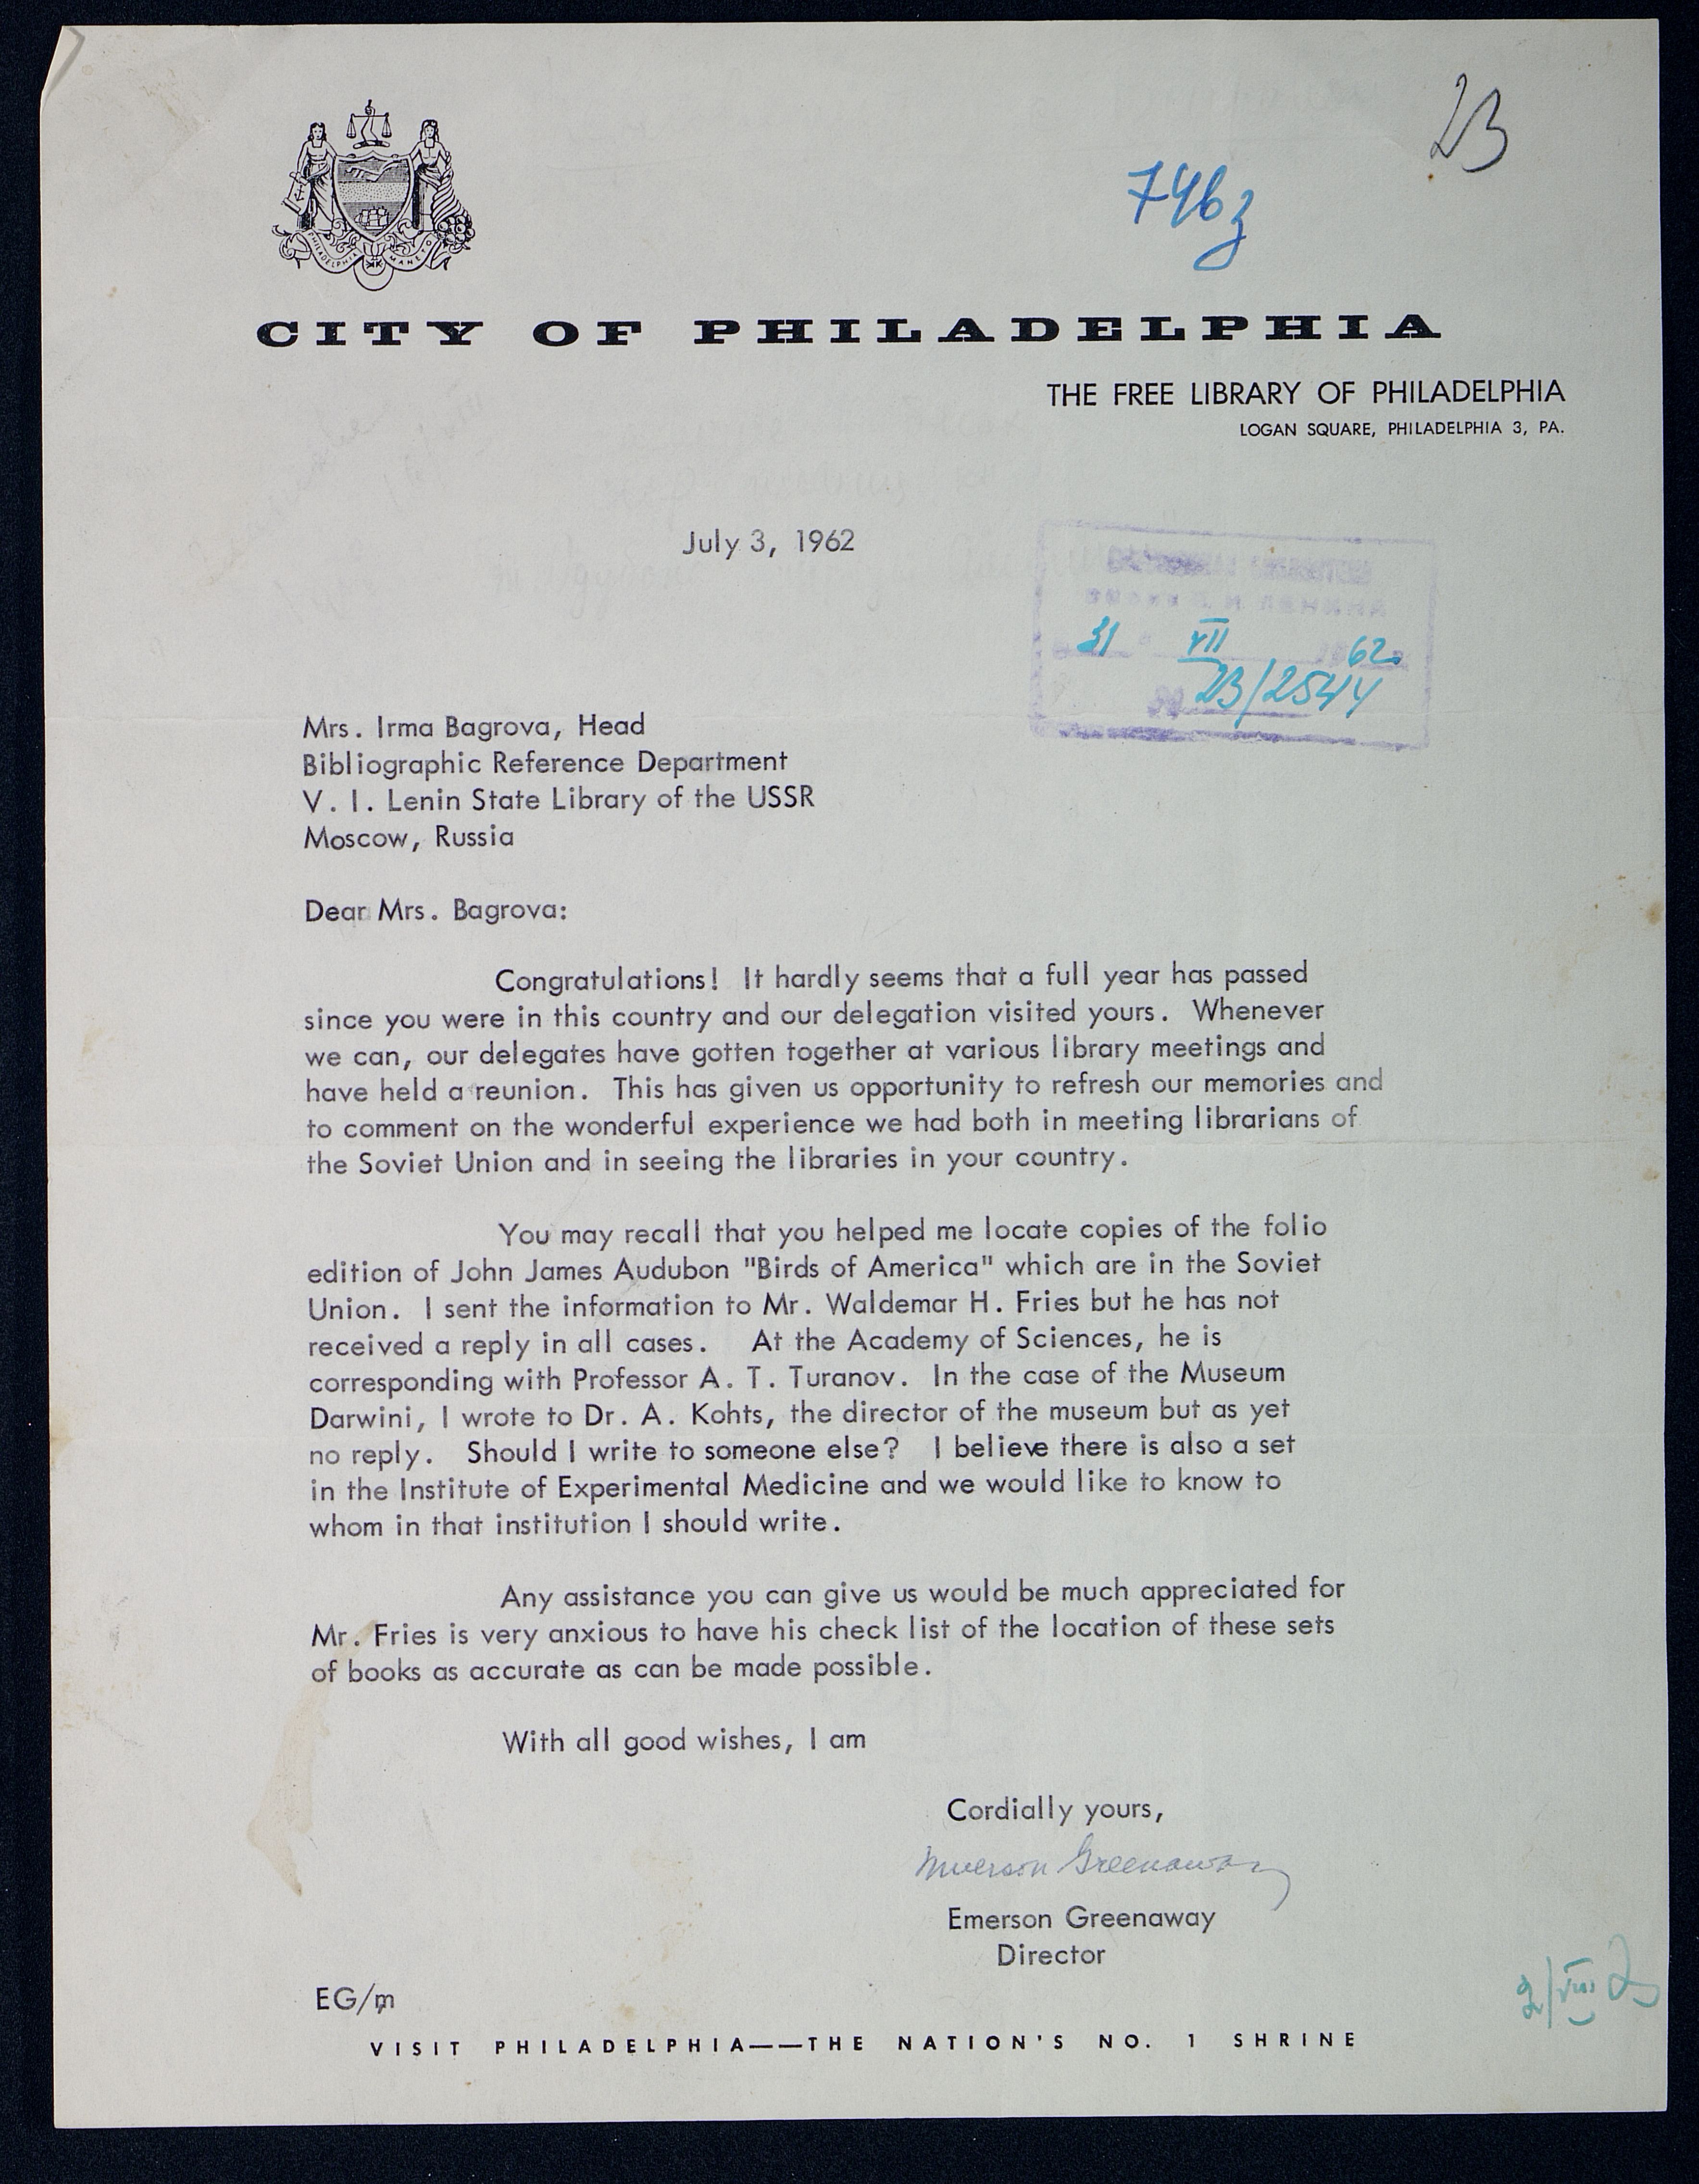 23
746з
PHILADELPHIA MANETO
CITY OF PHILADELPHIA
THE FREE LIBRARY OF PHILADELPHIA
LOGAN SQUARE, PHILADELPHIA 3, PA.
July 3, 1962
31 VII 62
23/2544
Mrs. Irma Bagrova, Head
Bibliographic Reference Department
V. I. Lenin State Library of the USSR
Moscow, Russia
Dear Mrs. Bagrova:
Congratulations! It hardly seems that a full year has passed
since you were in this country and our delegation visited yours. Whenever
we can, our delegates have gotten together at various library meetings and
have held a reunion. This has given us opportunity to refresh our memories and
to comment on the wonderful experience we had both in meeting librarians of
the Soviet Union and in seeing the libraries in your country.
You may recall that you helped me locate copies of the folio
edition of John James Audubon "Birds of America" which are in the Soviet
Union. I sent the information to Mr. Waldemar H. Fries but he has not
received a reply in all cases. At the Academy of Sciences, he is
corresponding with Professor A. T. Turanov. In the case of the Museum
Darwini, I wrote to Dr. A. Kohts, the director of the museum but as yet
no reply. Should I write to someone else? I believe there is also a set
in the Institute of Experimental Medicine and we would like to know to
whom in that institution I should write.
Any assistance you can give us would be much appreciated for
Mr. Fries is very anxious to have his check list of the location of these sets
of books as accurate as can be made possible.
With all good wishes, I am
Cordially yours,
Emerson Greenaway
Emerson Greenaway
Director
EG/m
VISIT PHILADELPHIA——THE NATION'S NO. 1 SHRINE